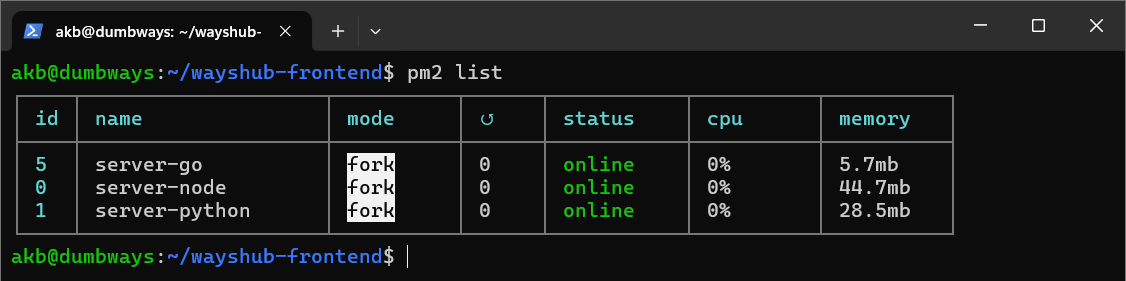 akb@dumbways: ~/wayshub-
akb@dumbways:~/wayshub-frontend$ pm2 list
id name mode ↺ status cpu memory
5 server-go fork 0 online 0% 5.7mb
0 server-node fork 0 online 0% 44.7mb
1 server-python fork 0 online 0% 28.5mb
akb@dumbways:~/wayshub-frontend$